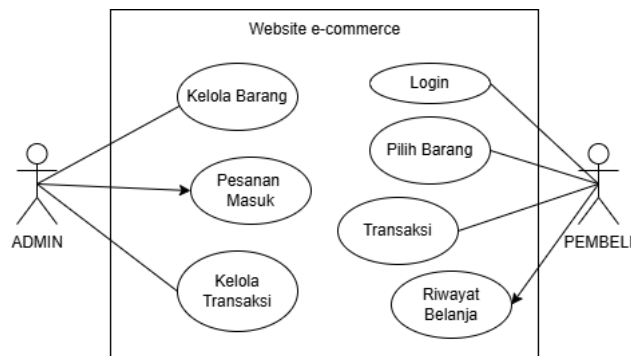 Website e-commerce
Kelola Barang
Login
Pilih Barang
Pesanan
Masuk
Transaksi
ADMIN
PEMBELI
Kelola
Transaksi
Riwayat
Belanja